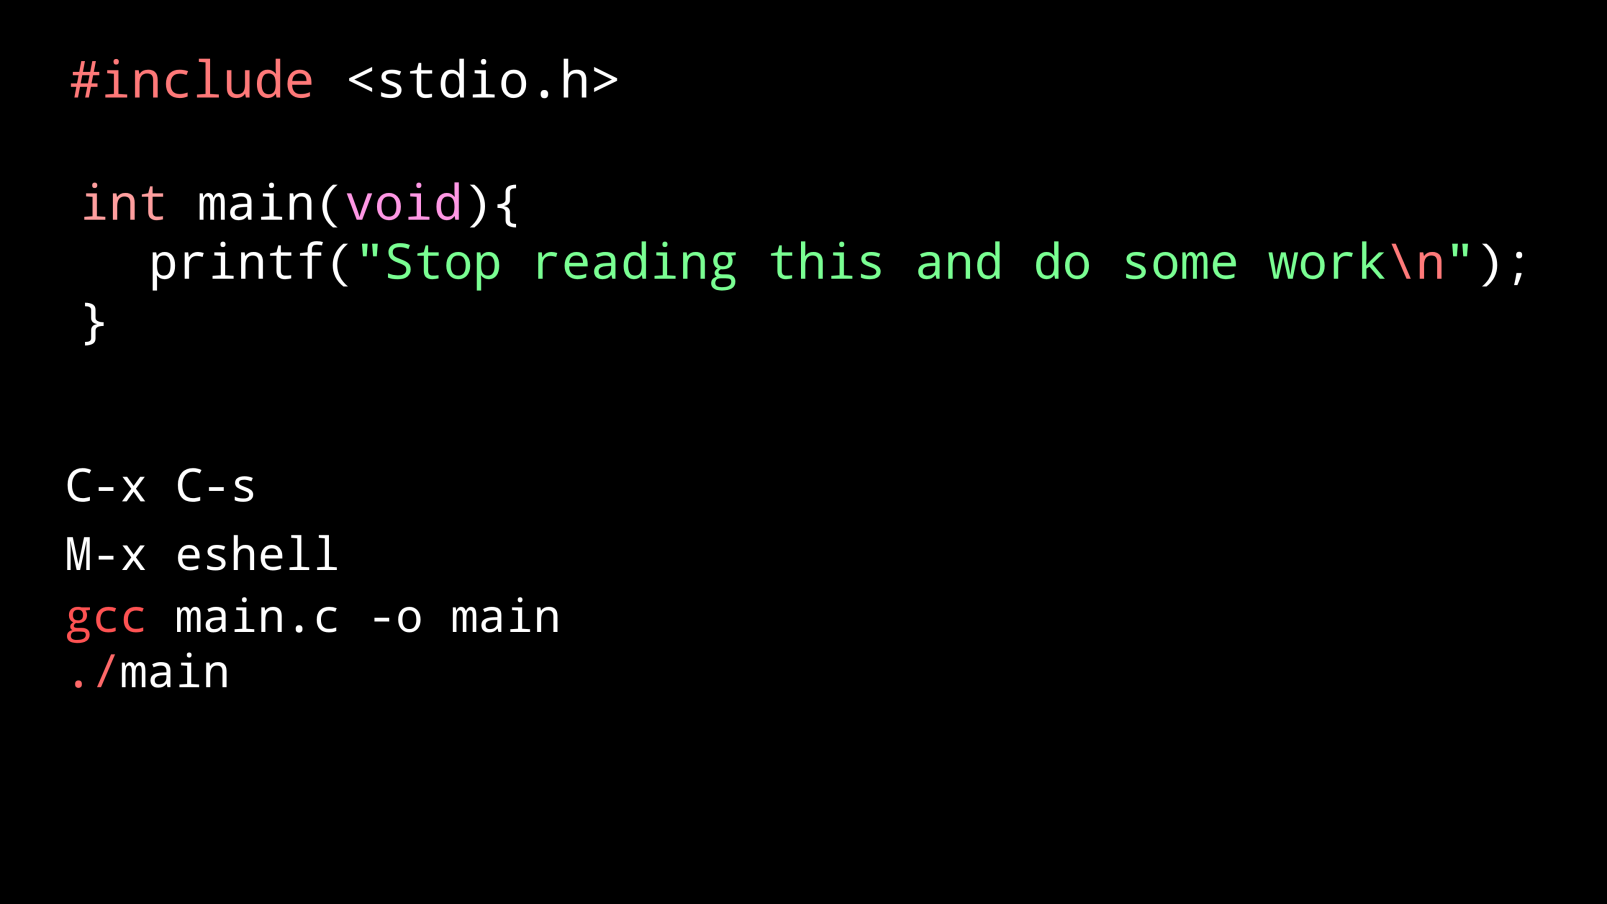 #include <stdio.h>
int main(void){
printf("Stop reading this and do some work\n");
}
C-x C-s
M-x eshell
gcc main.c -o main
./main